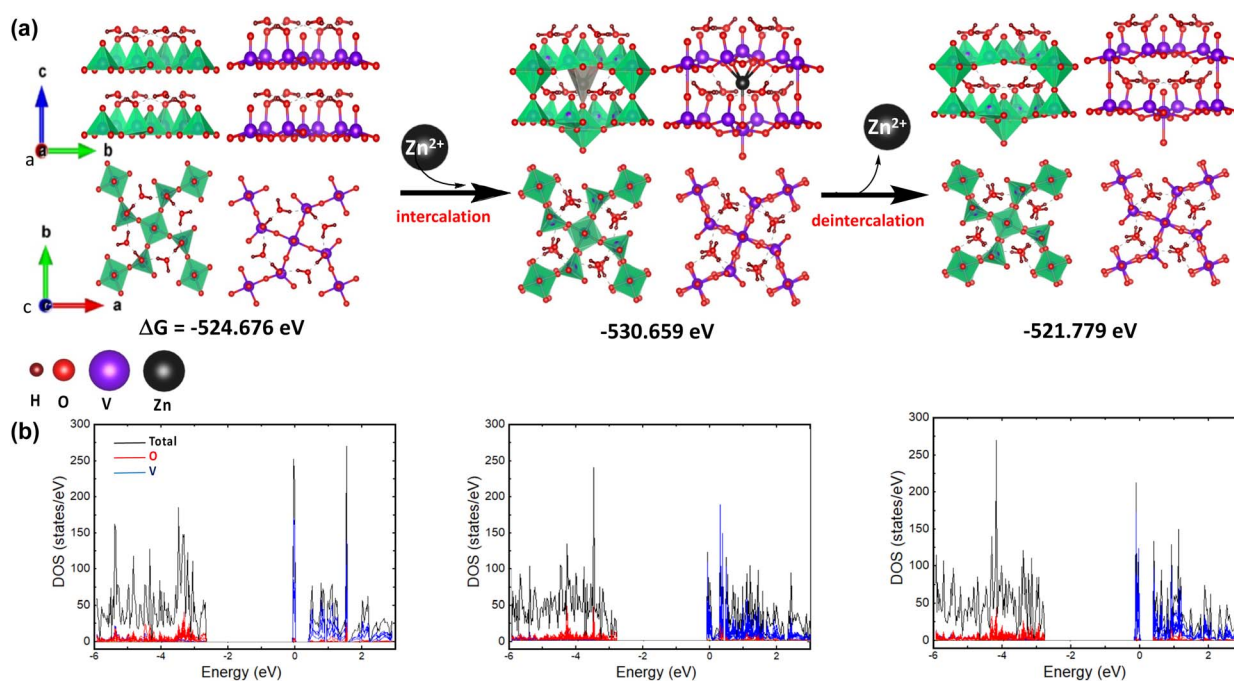 (a)
c
a
a
b
Zn2+
intercalation
Zn2+
deintercalation
b
c
c
a
ΔG = -524.676 eV
-530.659 eV
-521.779 eV
H
O
V
Zn
(b)
DOS (states/eV)
300
250
200
150
100
50
0
Total
O
V
-6
-4
-2
0
2
Energy (eV)
DOS (states/eV)
300
250
200
150
100
50
0
-6
-4
-2
0
2
Energy (eV)
DOS (states/eV)
300
250
200
150
100
50
0
-6
-4
-2
0
2
Energy (eV)